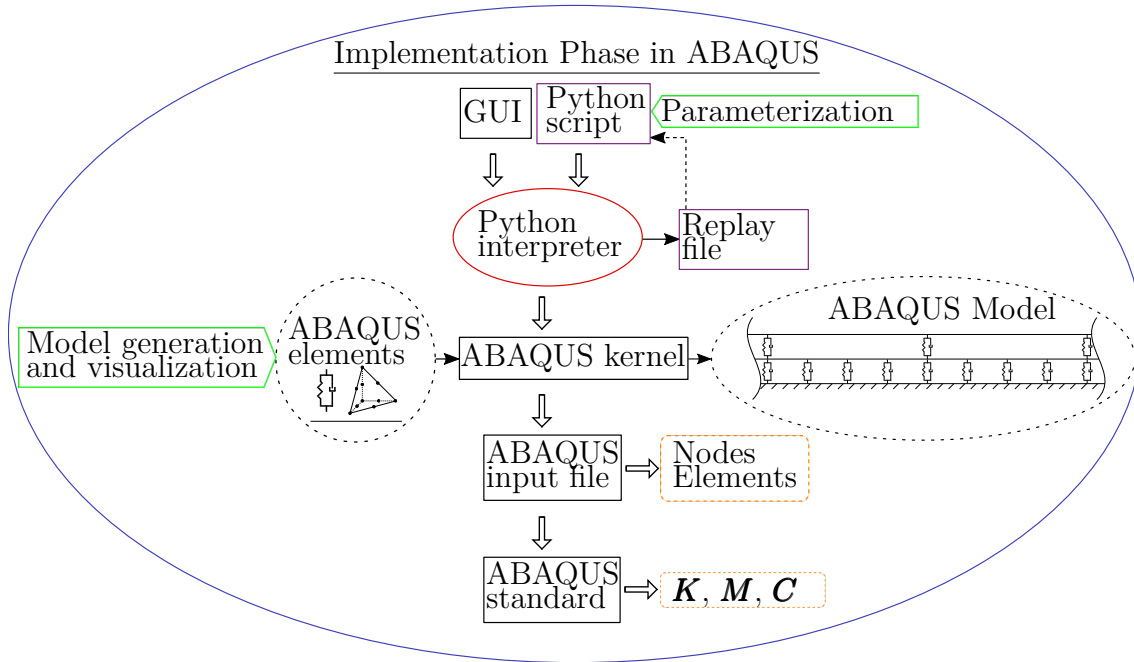 Implementation Phase in ABAQUS
GUI
Python
script
Parameterization
Python
interpreter
Replay
file
Model generation
and visualization
ABAQUS
elements
ABAQUS kernel
ABAQUS Model
ABAQUS
input file
Nodes
Elements
ABAQUS
standard
K, M, C